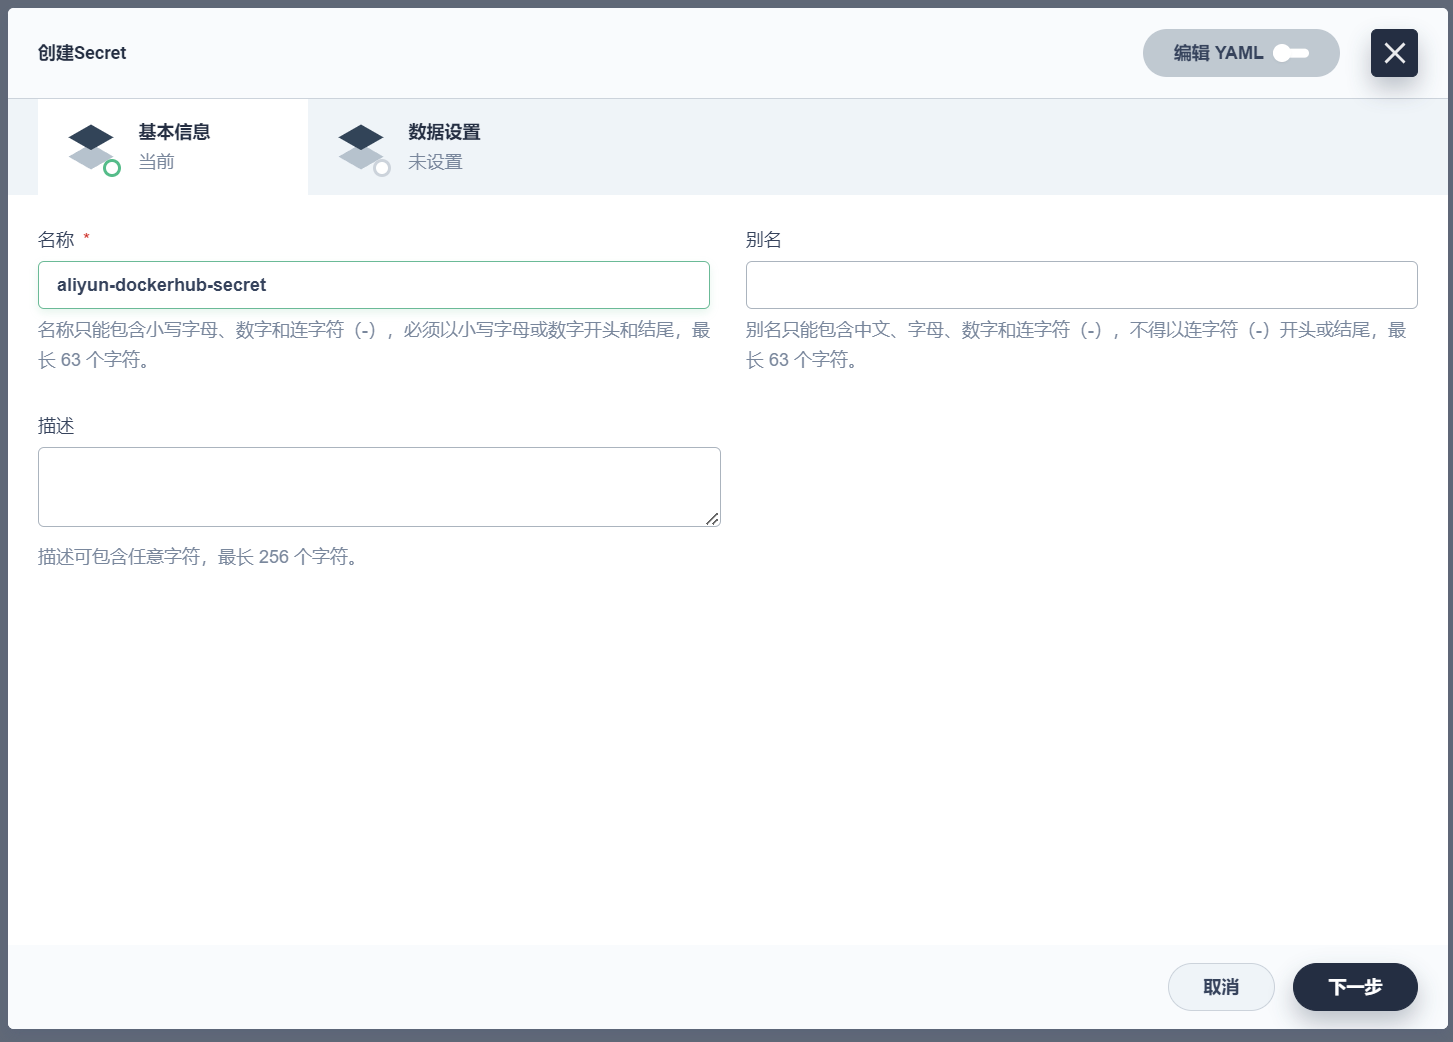 创建Secret
编辑 YAML
基本信息
当前
数据设置
未设置
名称 *
aliyun-dockerhub-secret
名称只能包含小写字母、数字和连字符（-），必须以小写字母或数字开头和结尾，最
长 63 个字符。
别名
别名只能包含中文、字母、数字和连字符（-），不得以连字符（-）开头或结尾，最
长 63 个字符。
描述
描述可包含任意字符，最长 256 个字符。
取消
下一步